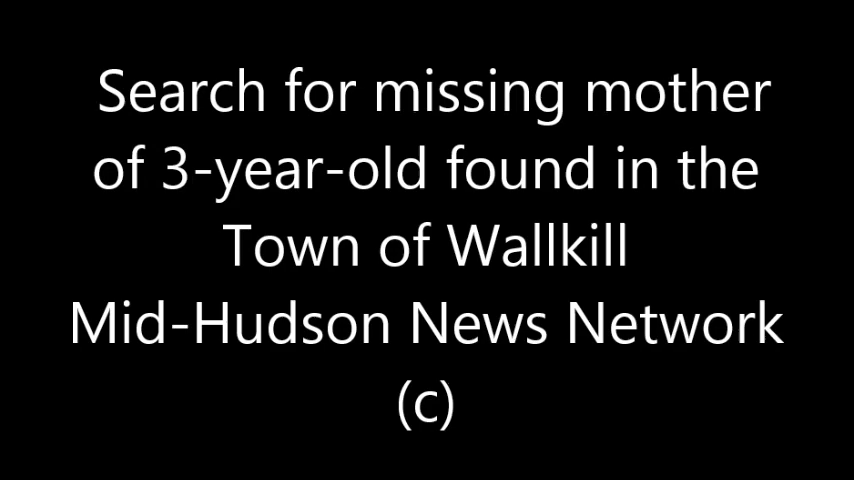 Search for missing mother
of 3-year-old found in the
Town of Wallkill
Mid-Hudson News Network
(c)